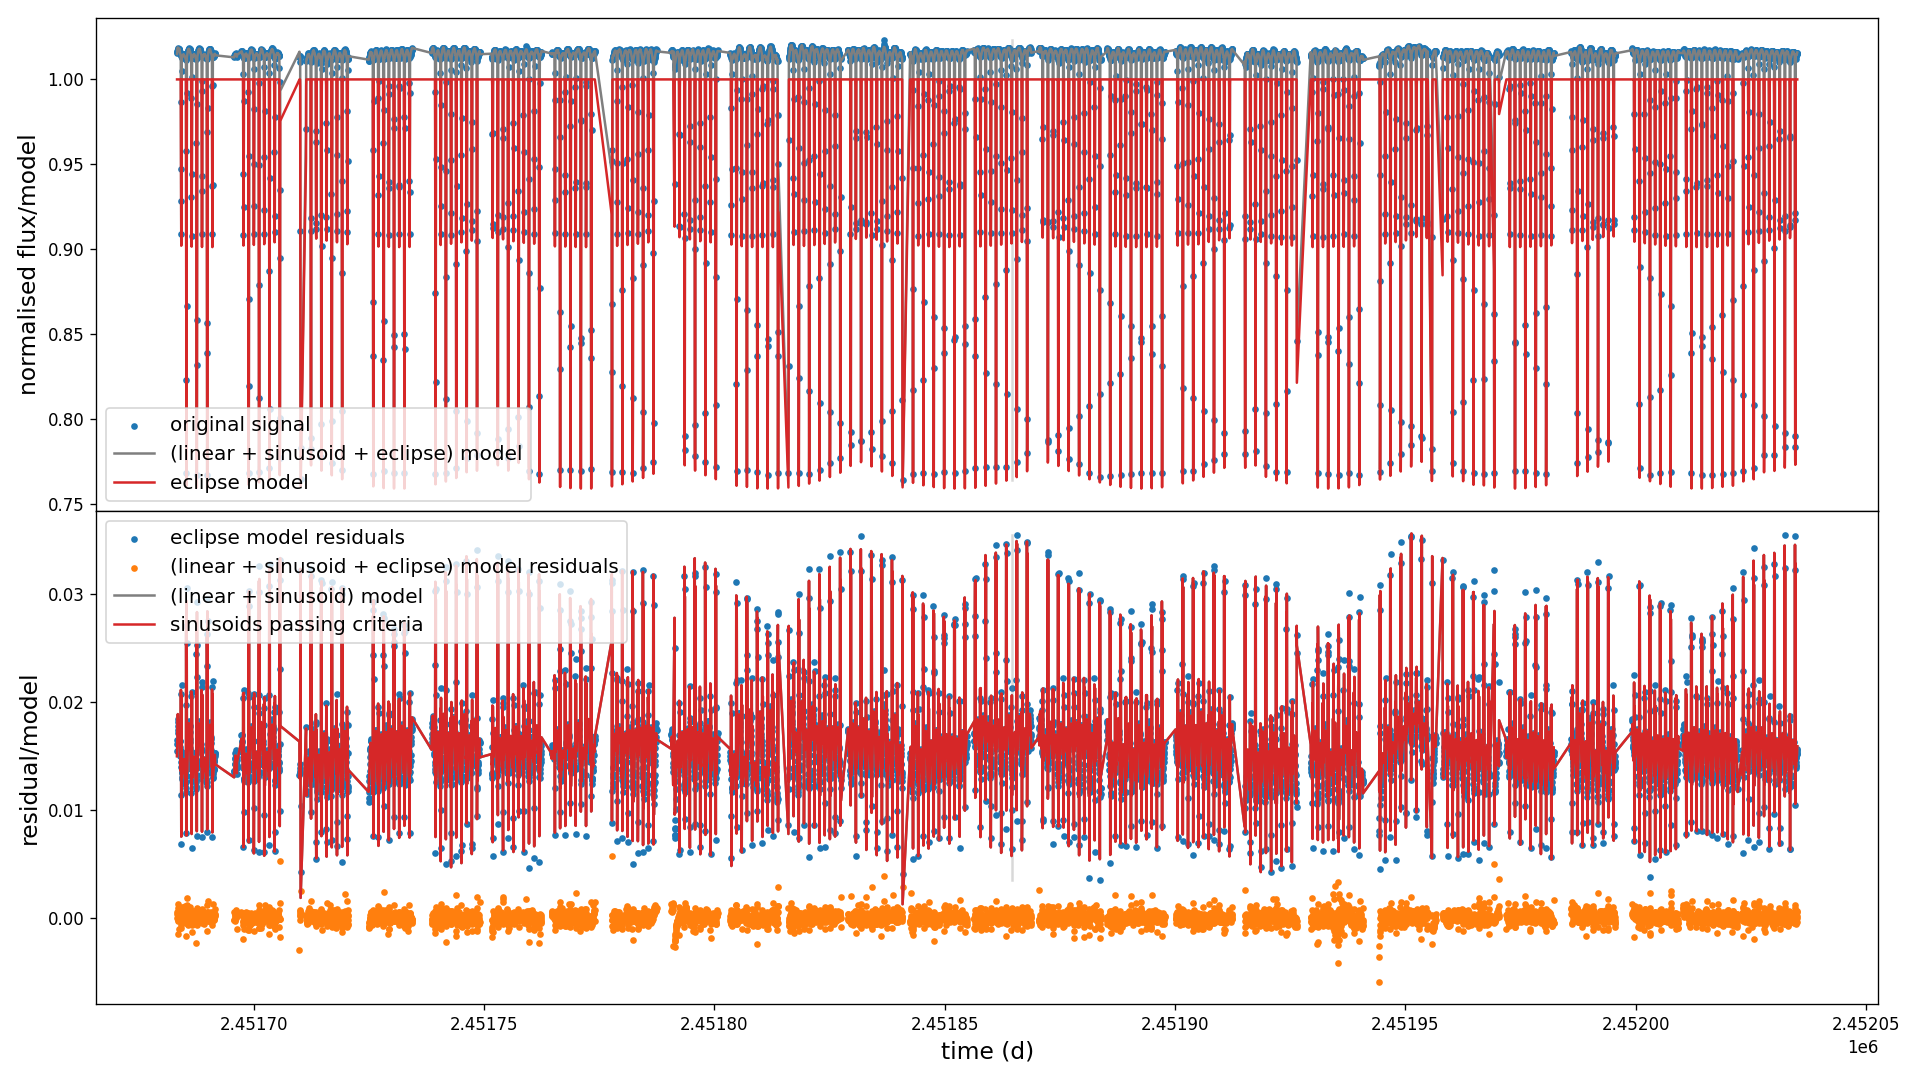 normalised flux/model
1.00
0.95
0.90
0.85
0.80
0.75
original signal
(linear + sinusoid + eclipse) model
eclipse model
residual/model
0.03
0.02
0.01
0.00
eclipse model residuals
(linear + sinusoid + eclipse) model residuals
(linear + sinusoid) model
sinusoids passing criteria
2.45170 2.45175 2.45180 2.45185 2.45190 2.45195 2.45200 2.45205
1e6
time (d)